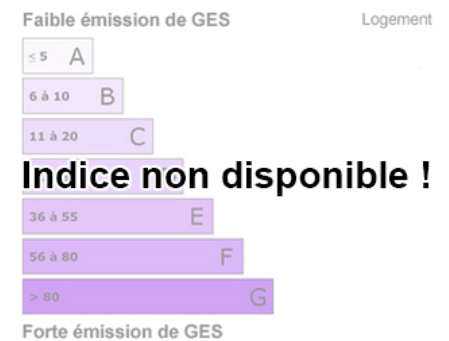 Faible émission de GES
Logement
≤ 5 A
6 à 10 B
11 à 20 C
Indice non disponible !
36 à 55 E
56 à 80 F
> 80 G
Forte émission de GES